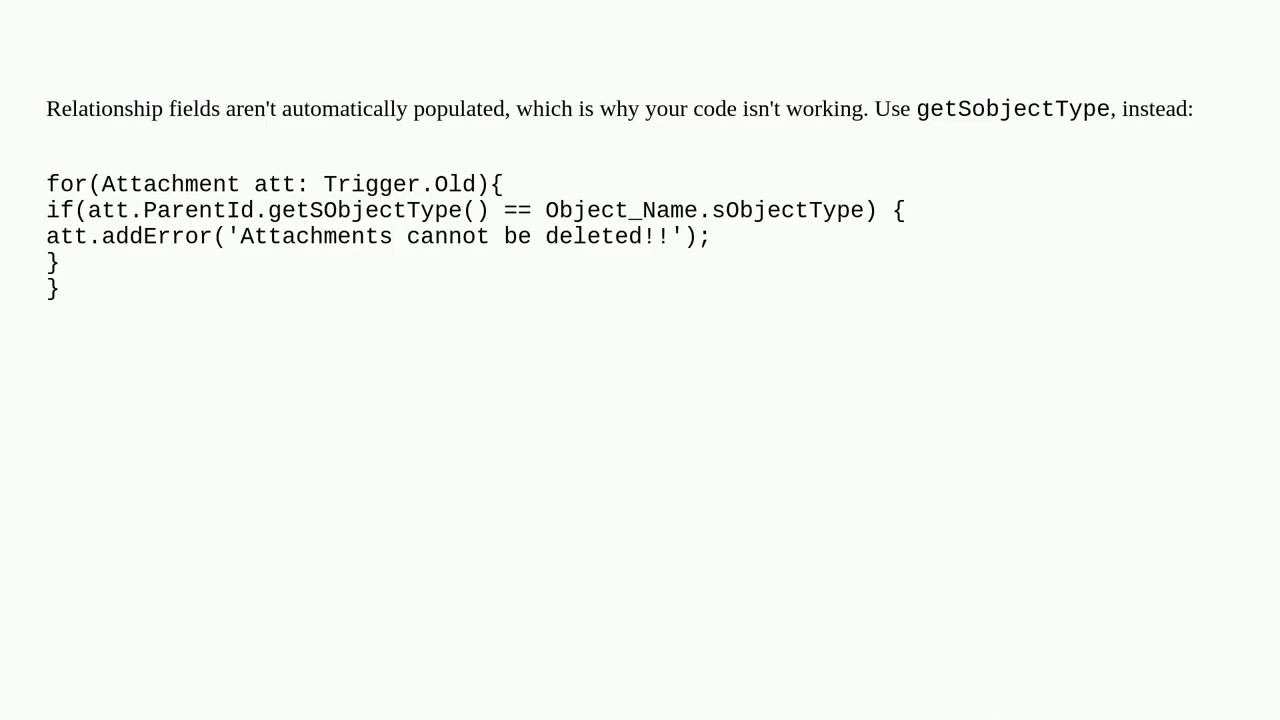 Relationship fields aren't automatically populated, which is why your code isn't working. Use getSobjectType, instead:
for(Attachment att: Trigger.Old){
if(att.ParentId.getSObjectType() == Object_Name.sObjectType) {
att.addError('Attachments cannot be deleted!!');
}
}